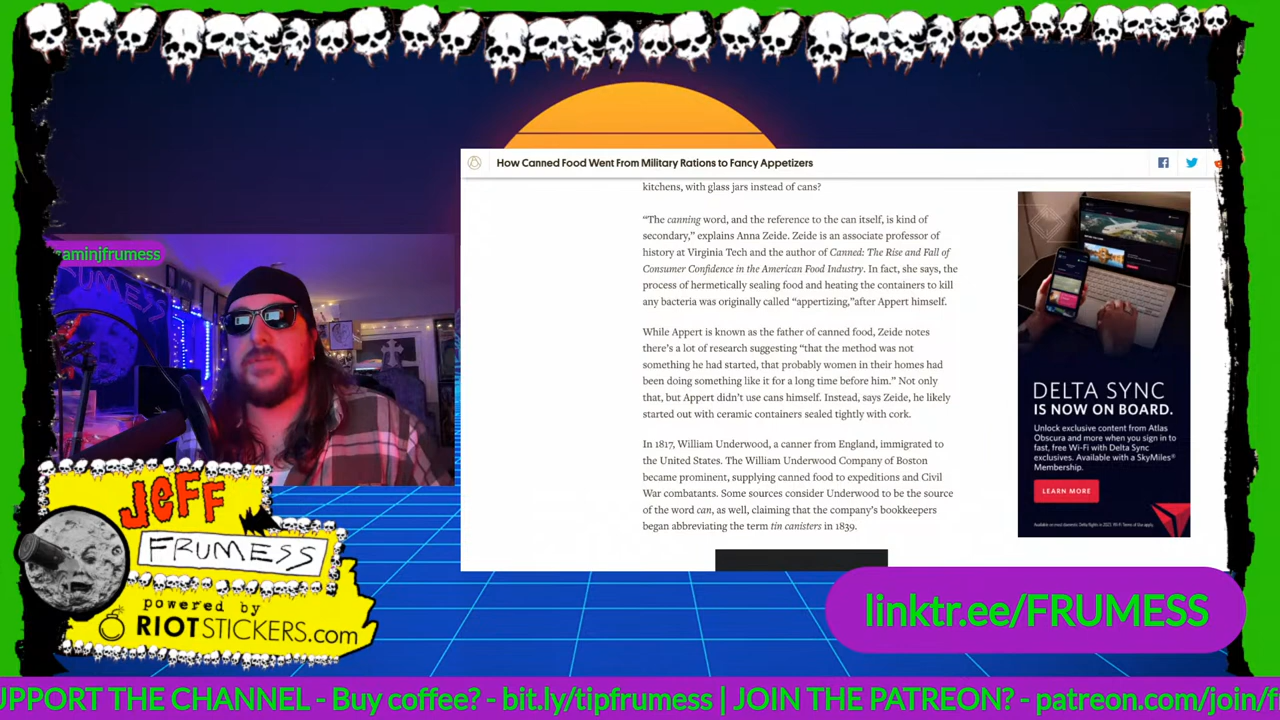 How Canned Food Went From Military Rations to Fancy Appetizers
kitchens, with glass jars instead of cans?
“The canning word, and the reference to the can itself, is kind of
secondary,” explains Anna Zeide. Zeide is an associate professor of
history at Virginia Tech and the author of Canned: The Rise and Fall of
Consumer Confidence in the American Food Industry. In fact, she says, the
process of hermetically sealing food and heating the containers to kill
any bacteria was originally called “appertizing,”after Appert himself.
While Appert is known as the father of canned food, Zeide notes
there’s a lot of research suggesting “that the method was not
something he had started, that probably women in their homes had
been doing something like it for a long time before him.” Not only
that, but Appert didn’t use cans himself. Instead, says Zeide, he likely
started out with ceramic containers sealed tightly with cork.
In 1817, William Underwood, a canner from England, immigrated to
the United States. The William Underwood Company of Boston
became prominent, supplying canned food to expeditions and Civil
War combatants. Some sources consider Underwood to be the source
of the word can, as well, claiming that the company’s bookkeepers
began abbreviating the term tin canisters in 1839.
DELTA SYNC
IS NOW ON BOARD.
Unlock exclusive content from Atlas
Obscura and more when you sign in to
fast, free Wi-Fi with Delta Sync
exclusives. Available with a SkyMiles®
Membership.
LEARN MORE
saminjfrumess
FRUMESS
JEFF
FRUMESS
powered by
RIOTSTICKERS.com
linktr.ee/FRUMESS
UPPORT THE CHANNEL - Buy coffee? - bit.ly/tipfrumess | JOIN THE PATREON? - patreon.com/join/f